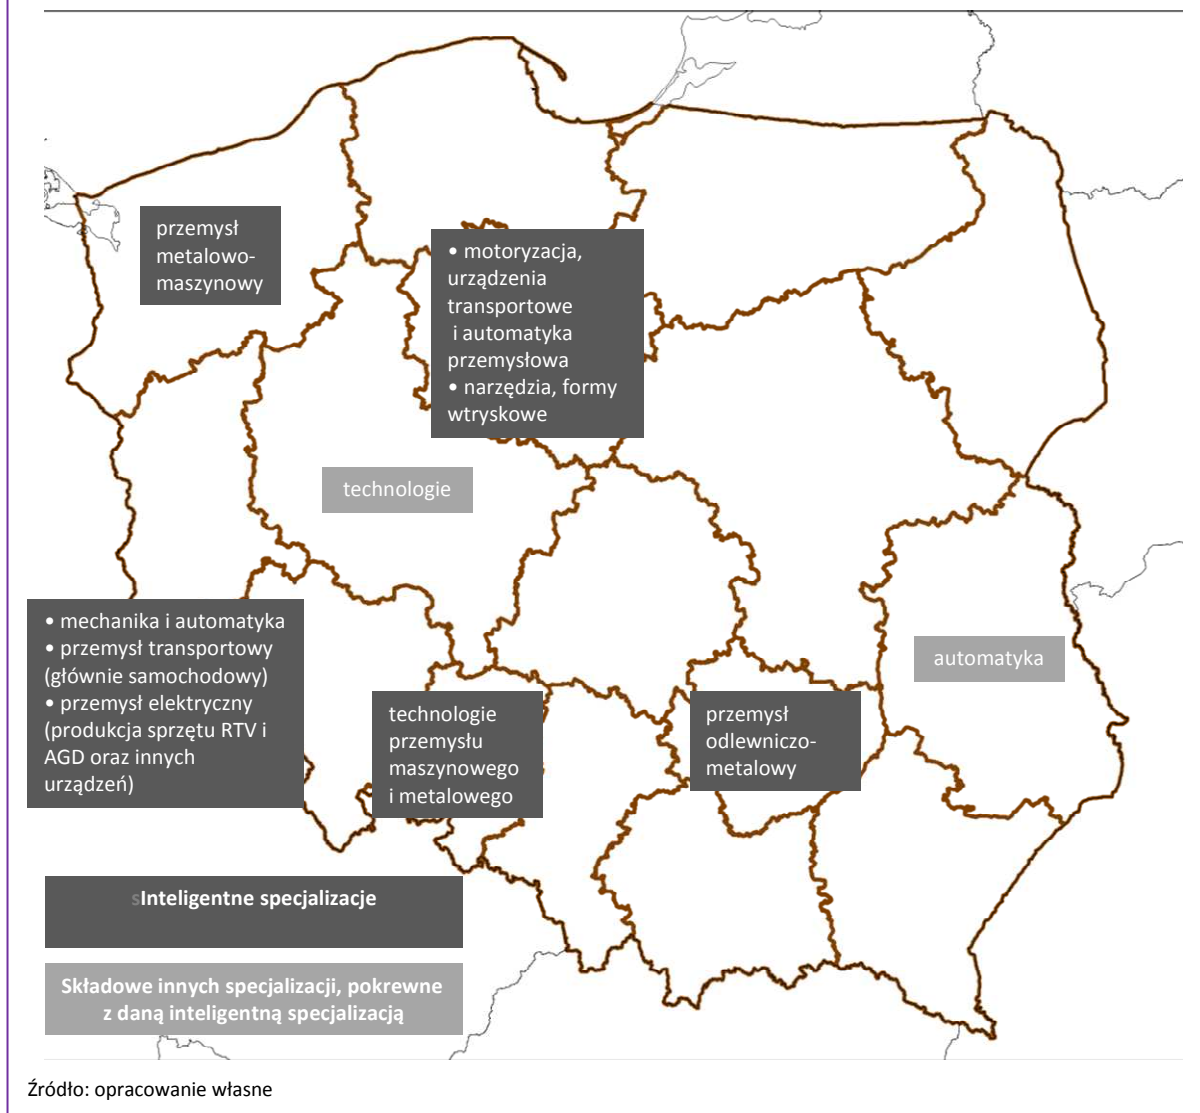 przemysł
metalowo-
maszynowy
• motoryzacja,
urządzenia
transportowe
i automatyka
przemysłowa
• narzędzia, formy
wtryskowe
technologie
• mechanika i automatyka
• przemysł transportowy
(głównie samochodowy)
• przemysł elektryczny
(produkcja sprzętu RTV i
AGD oraz innych
urządzeń)
automatyka
technologie
przemysłu
maszynowego
i metalowego
przemysł
odlewniczo-
metalowy
sInteligentne specjalizacje
Składowe innych specjalizacji, pokrewne
z daną inteligentną specjalizacją
Źródło: opracowanie własne